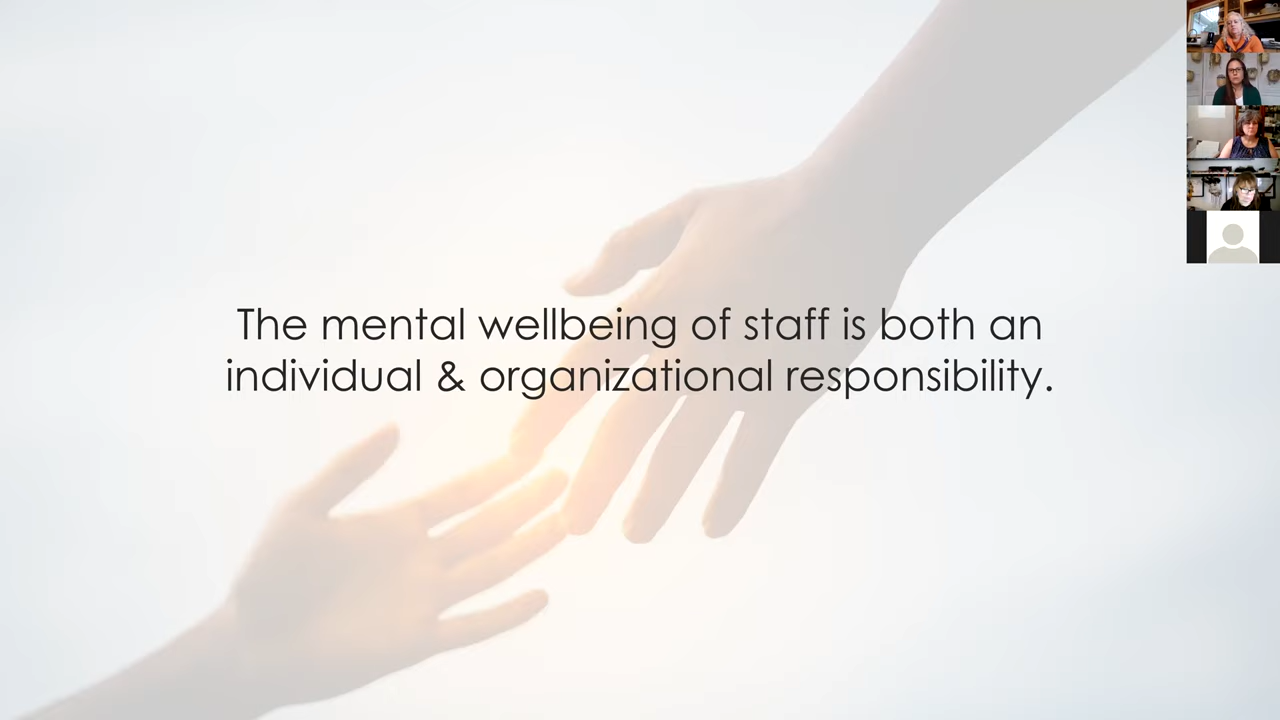 The mental wellbeing of staff is both an
individual & organizational responsibility.